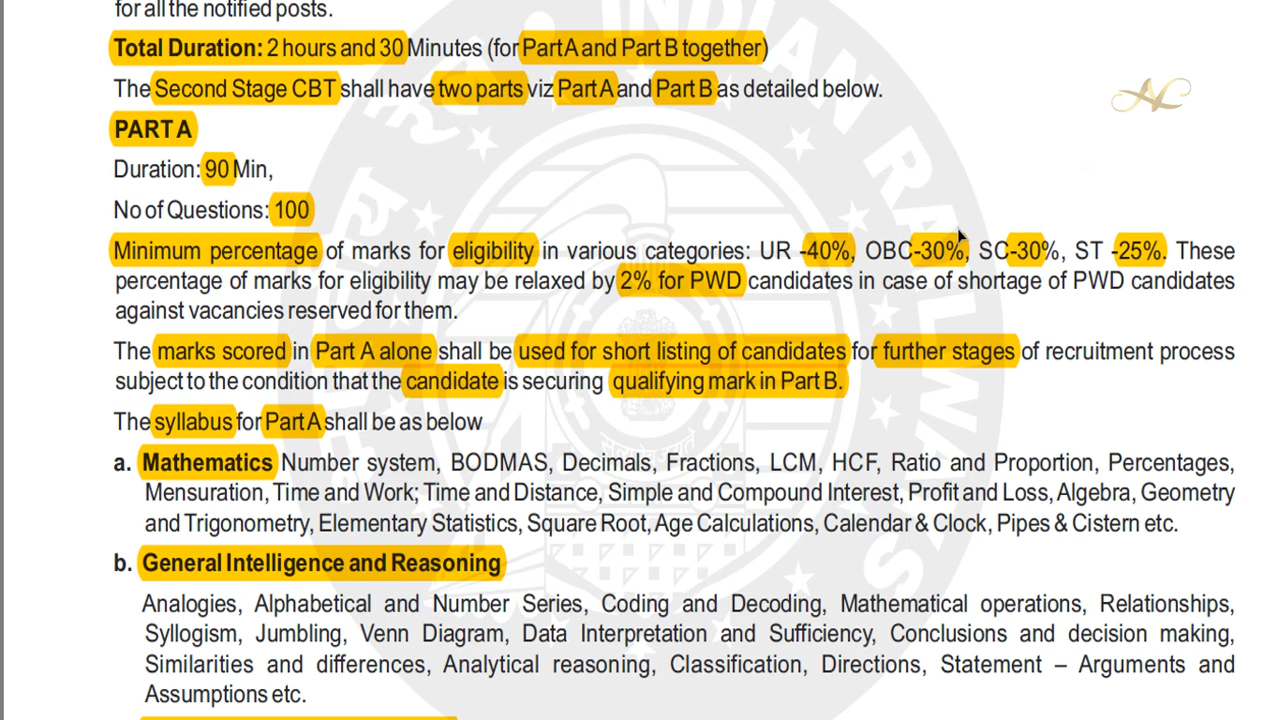 for all the notified posts.
Total Duration: 2 hours and 30 Minutes (for Part A and Part B together)
The Second Stage CBT shall have two parts viz Part A and Part B as detailed below.
PART A
Duration: 90 Min,
No of Questions: 100
Minimum percentage of marks for eligibility in various categories: UR -40%, OBC-30%, SC-30%, ST -25%. These
percentage of marks for eligibility may be relaxed by 2% for PWD candidates in case of shortage of PWD candidates
against vacancies reserved for them.
The marks scored in Part A alone shall be used for short listing of candidates for further stages of recruitment process
subject to the condition that the candidate is securing qualifying mark in Part B.
The syllabus for Part A shall be as below
a. Mathematics Number system, BODMAS, Decimals, Fractions, LCM, HCF, Ratio and Proportion, Percentages,
Mensuration, Time and Work; Time and Distance, Simple and Compound Interest, Profit and Loss, Algebra, Geometry
and Trigonometry, Elementary Statistics, Square Root, Age Calculations, Calendar & Clock, Pipes & Cistern etc.
b. General Intelligence and Reasoning
Analogies, Alphabetical and Number Series, Coding and Decoding, Mathematical operations, Relationships,
Syllogism, Jumbling, Venn Diagram, Data Interpretation and Sufficiency, Conclusions and decision making,
Similarities and differences, Analytical reasoning, Classification, Directions, Statement – Arguments and
Assumptions etc.
INDIAN RAILWAYS